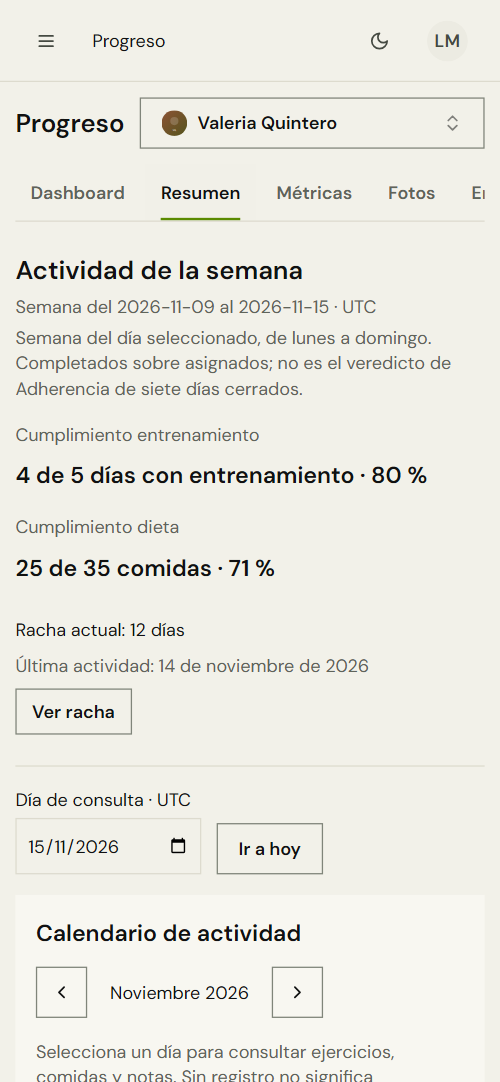 Progreso
LM
Progreso
Valeria Quintero
Dashboard Resumen Métricas Fotos
Actividad de la semana
Semana del 2026-11-09 al 2026-11-15 · UTC
Semana del día seleccionado, de lunes a domingo.
Completados sobre asignados; no es el veredicto de
Adherencia de siete días cerrados.
Cumplimiento entrenamiento
4 de 5 días con entrenamiento · 80 %
Cumplimiento dieta
25 de 35 comidas · 71 %
Racha actual: 12 días
Última actividad: 14 de noviembre de 2026
Ver racha
Día de consulta · UTC
15/11/2026
Ir a hoy
Calendario de actividad
Noviembre 2026
Selecciona un día para consultar ejercicios,
comidas y notas. Sin registro no significa